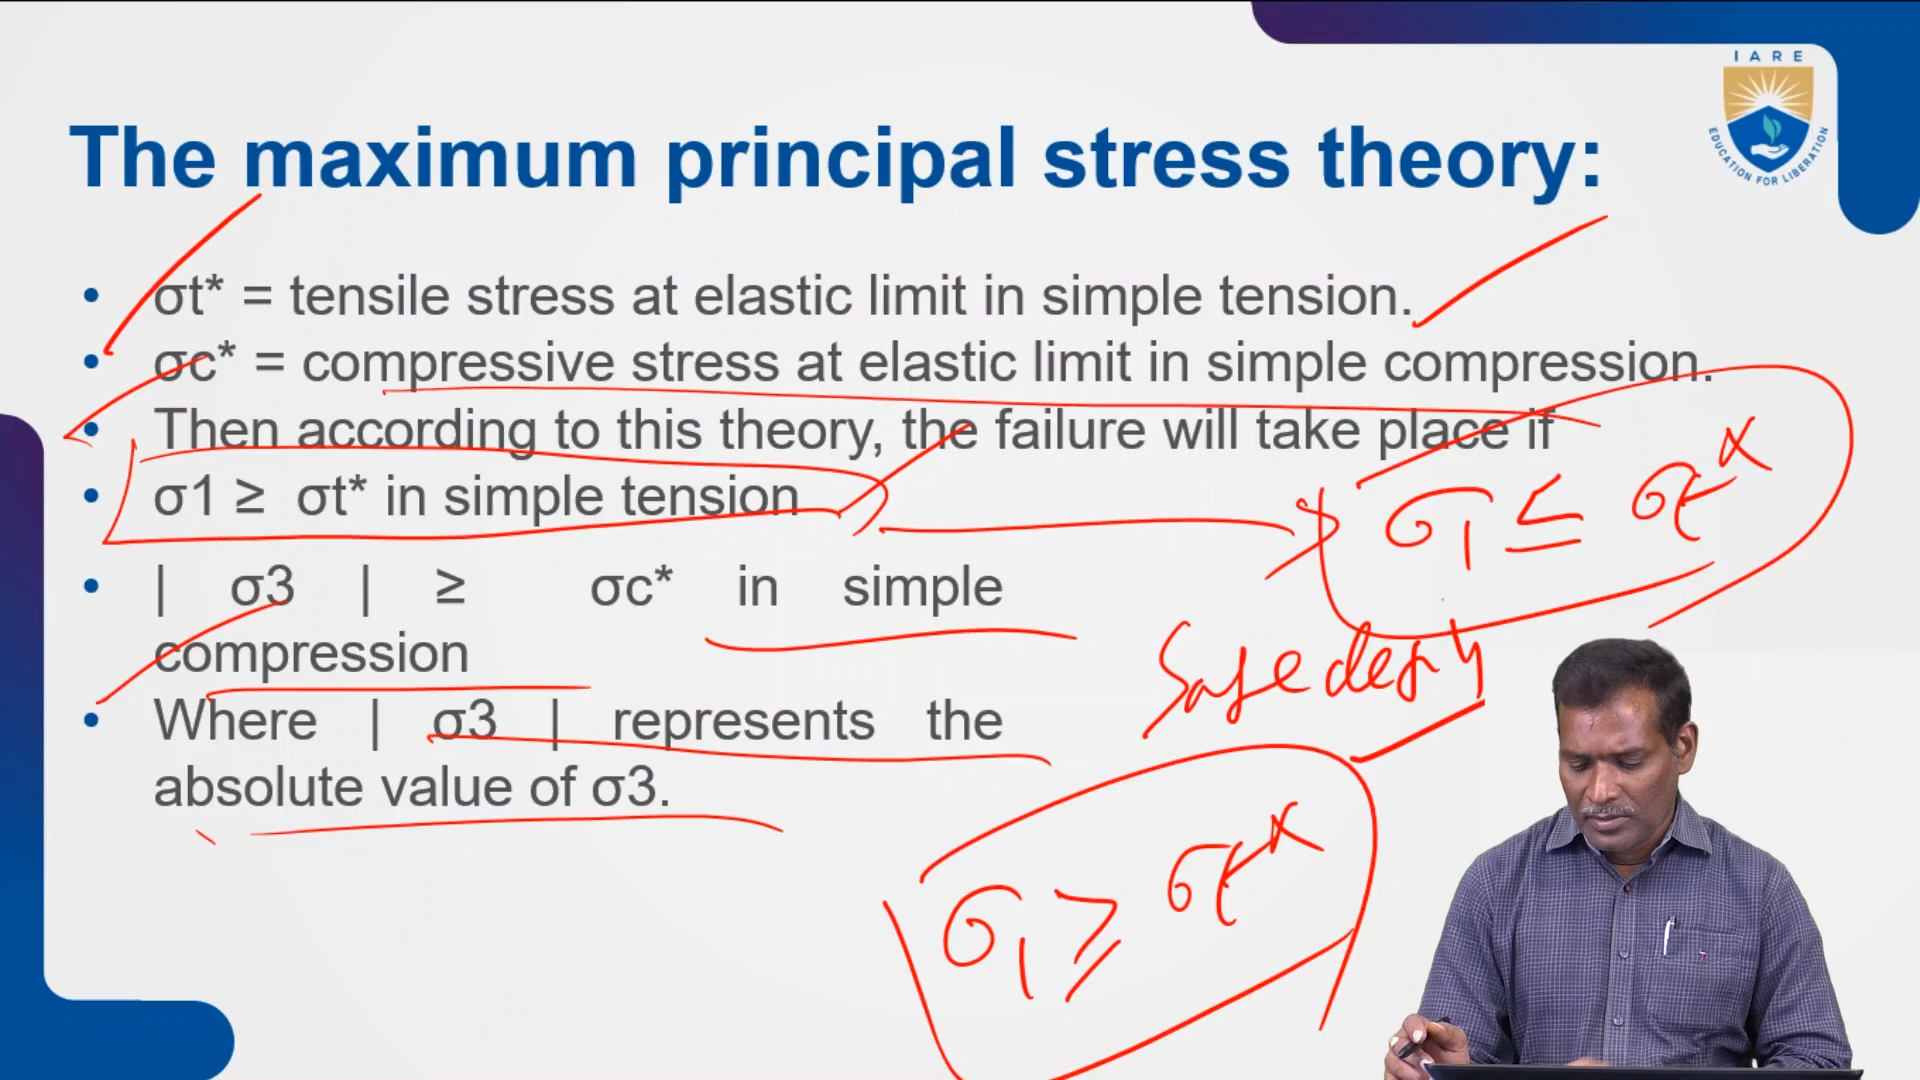 IARE
EDUCATION FOR LIBERATION
The maximum principal stress theory:
• σt* = tensile stress at elastic limit in simple tension.
• σc* = compressive stress at elastic limit in simple compression.
• Then according to this theory, the failure will take place if
• σ1 ≥ σt* in simple tension
σ1 ≤ σt*
• | σ3 | ≥ σc* in simple
compression
Safe design
• Where | σ3 | represents the
absolute value of σ3.
σ1 ≥ σt*